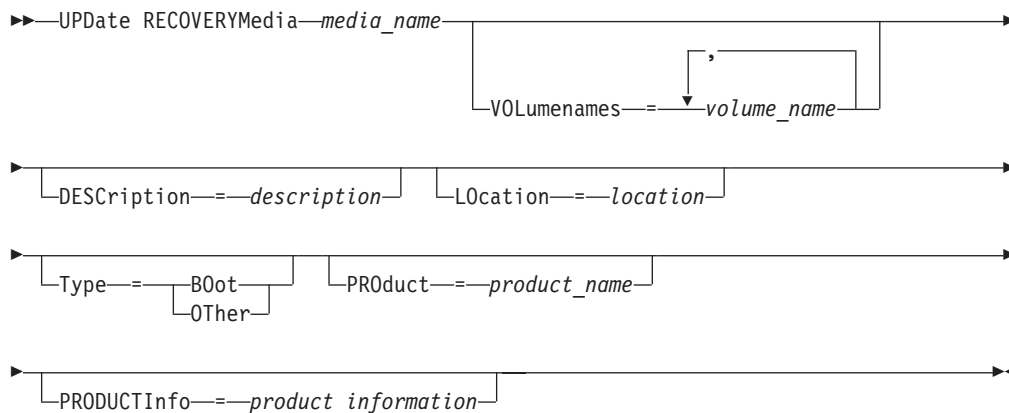 UPDate RECOVERYMedia media_name
,
VOLumenames = volume_name
DESCription = description LOcation = location
Type = BOot PROduct = product_name
OTher
PRODUCTInfo = product information